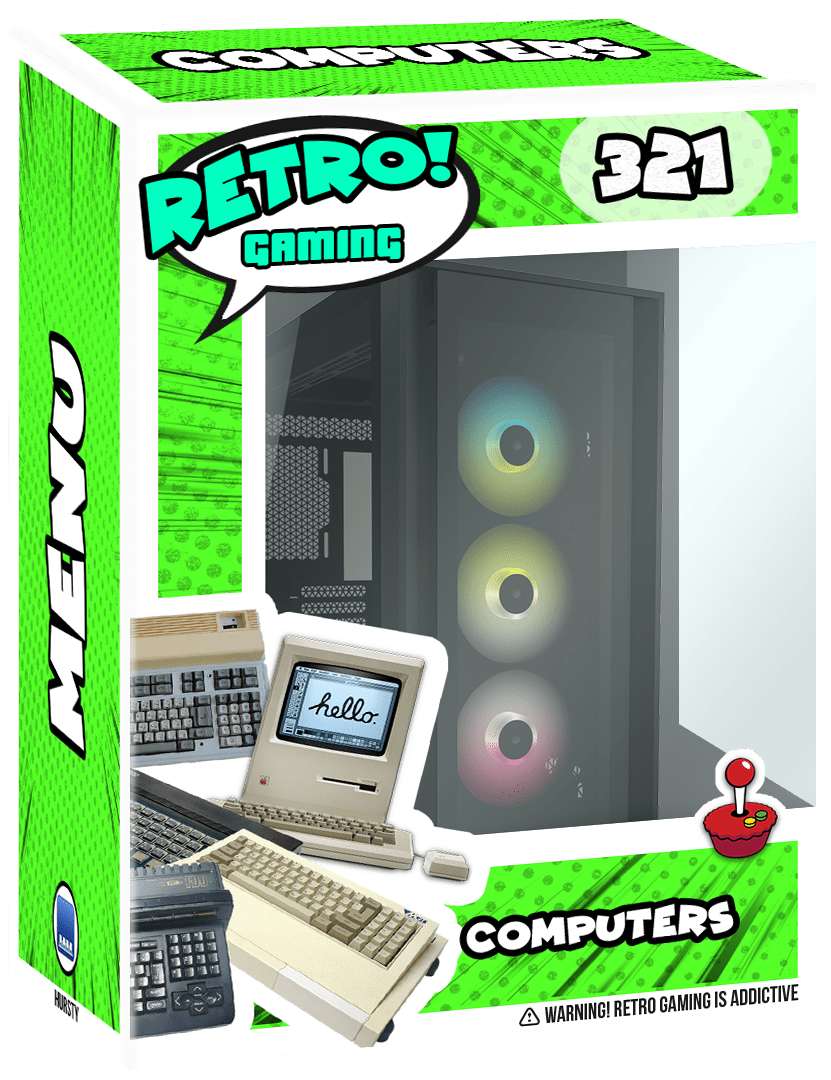 COMPUTERS
RETRO!
GAMING
321
MENU
hello.
COMPUTERS
WARNING! RETRO GAMING IS ADDICTIVE
HURSTY